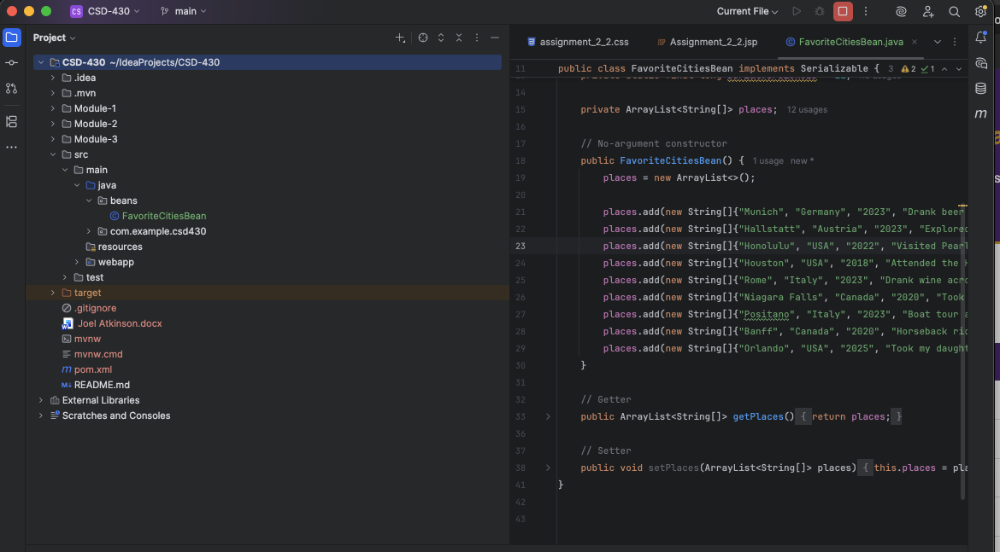 CS CSD-430 main Current File
Project
assignment_2_2.css Assignment_2_2.jsp FavoriteCitiesBean.java
CSD-430 ~/IdeaProjects/CSD-430
.idea
.mvn
Module-1
Module-2
Module-3
src
main
java
beans
FavoriteCitiesBean
com.example.csd430
resources
webapp
test
target
.gitignore
Joel Atkinson.docx
mvnw
mvnw.cmd
pom.xml
README.md
External Libraries
Scratches and Consoles
11 public class FavoriteCitiesBean implements Serializable { 3 2 1
14
15 private ArrayList<String[]> places; 12 usages
16
17 // No-argument constructor
18 public FavoriteCitiesBean() { 1 usage new *
19 places = new ArrayList<>();
20
21 places.add(new String[]{"Munich", "Germany", "2023", "Drank beer
22 places.add(new String[]{"Hallstatt", "Austria", "2023", "Explored
23 places.add(new String[]{"Honolulu", "USA", "2022", "Visited Pearl
24 places.add(new String[]{"Houston", "USA", "2018", "Attended the
25 places.add(new String[]{"Rome", "Italy", "2023", "Drank wine acro
26 places.add(new String[]{"Niagara Falls", "Canada", "2020", "Took
27 places.add(new String[]{"Positano", "Italy", "2023", "Boat tour a
28 places.add(new String[]{"Banff", "Canada", "2020", "Horseback rid
29 places.add(new String[]{"Orlando", "USA", "2025", "Took my daught
30 }
31
32 // Getter
33 public ArrayList<String[]> getPlaces() { return places; }
36
37 // Setter
38 public void setPlaces(ArrayList<String[]> places) { this.places = pla
41 }
42
43